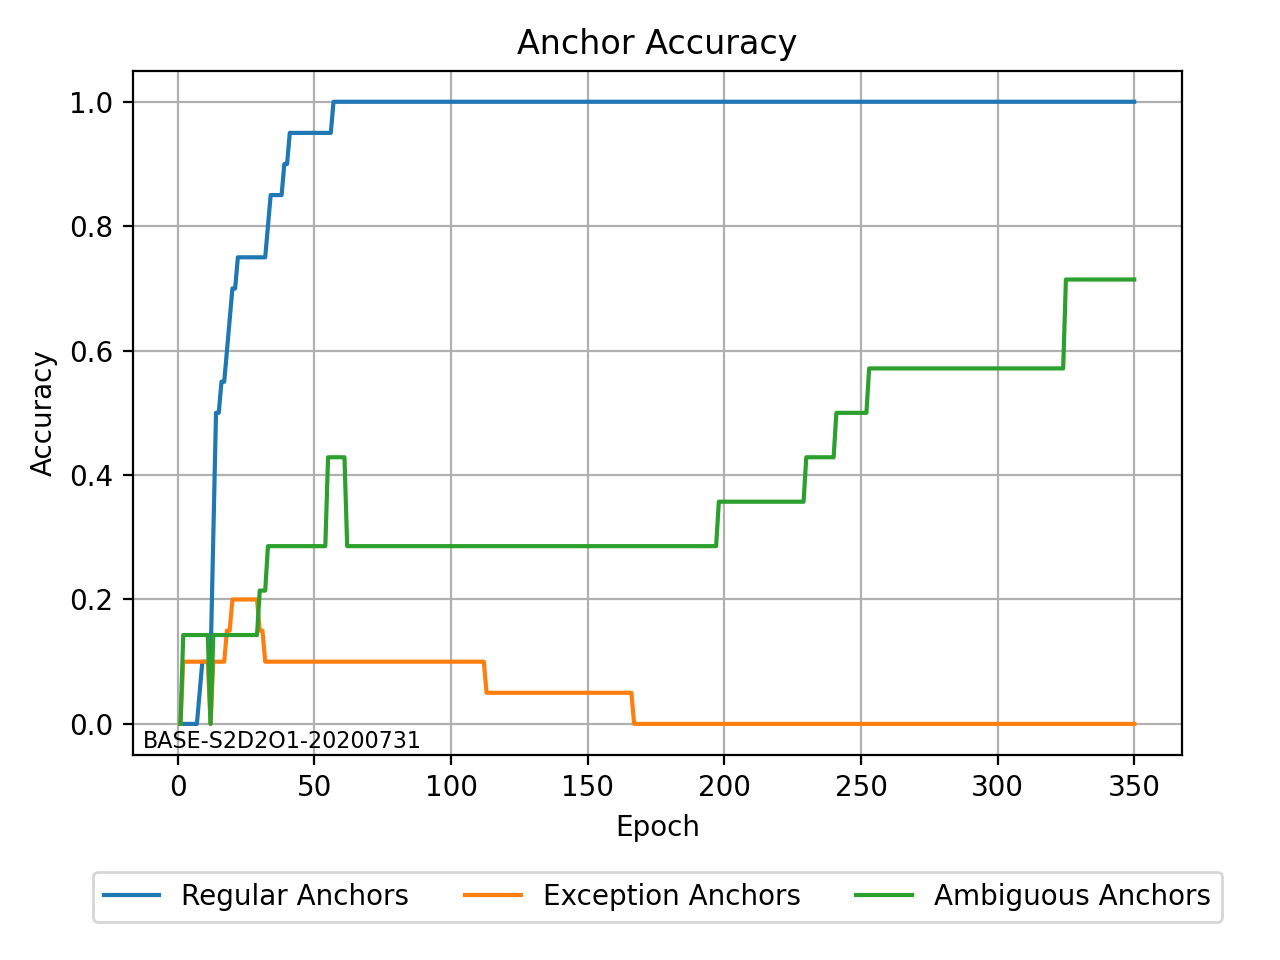 Anchor Accuracy
1.0
0.8
0.6
0.4
0.2
0.0
Accuracy
BASE-S2D2O1-20200731
0 50 100 150 200 250 300 350
Epoch
Regular Anchors Exception Anchors Ambiguous Anchors